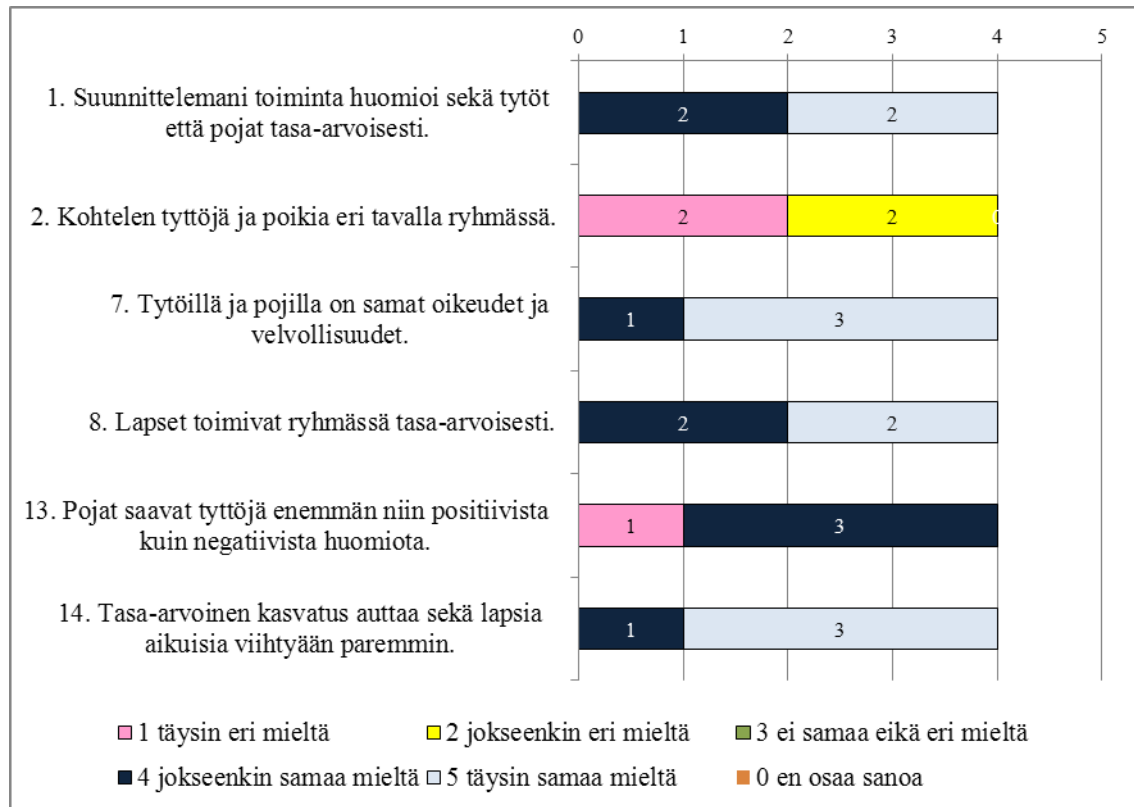 0 1 2 3 4 5
1. Suunnittelemani toiminta huomioi sekä tytöt
että pojat tasa-arvoisesti.
2 2
2. Kohtelen tyttöjä ja poikia eri tavalla ryhmässä.
2 2 0
7. Tytöillä ja pojilla on samat oikeudet ja
velvollisuudet.
1 3
8. Lapset toimivat ryhmässä tasa-arvoisesti.
2 2
13. Pojat saavat tyttöjä enemmän niin positiivista
kuin negatiivista huomiota.
1 3
14. Tasa-arvoinen kasvatus auttaa sekä lapsia
aikuisia viihtyään paremmin.
1 3
1 täysin eri mieltä 2 jokseenkin eri mieltä 3 ei samaa eikä eri mieltä
4 jokseenkin samaa mieltä 5 täysin samaa mieltä 0 en osaa sanoa